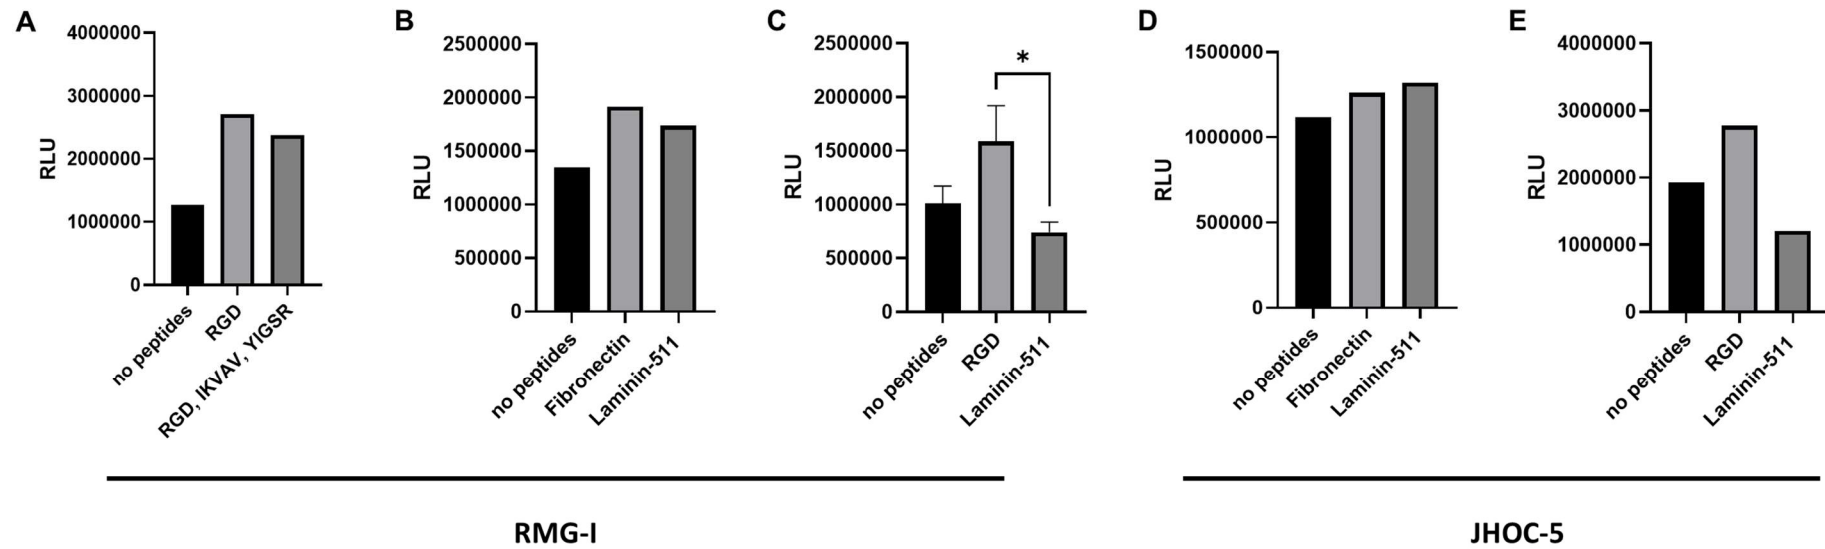 A
4000000
3000000
2000000
1000000
0
RLU
no peptides
RGD
RGD, IKVAV, YIGSR
B
2500000
2000000
1500000
1000000
500000
0
RLU
no peptides
Fibronectin
Laminin-511
C
2500000
2000000
1500000
1000000
500000
0
RLU
*
no peptides
RGD
Laminin-511
D
1500000
1000000
500000
0
RLU
no peptides
Fibronectin
Laminin-511
E
4000000
3000000
2000000
1000000
0
RLU
no peptides
RGD
Laminin-511
RMG-I
JHOC-5